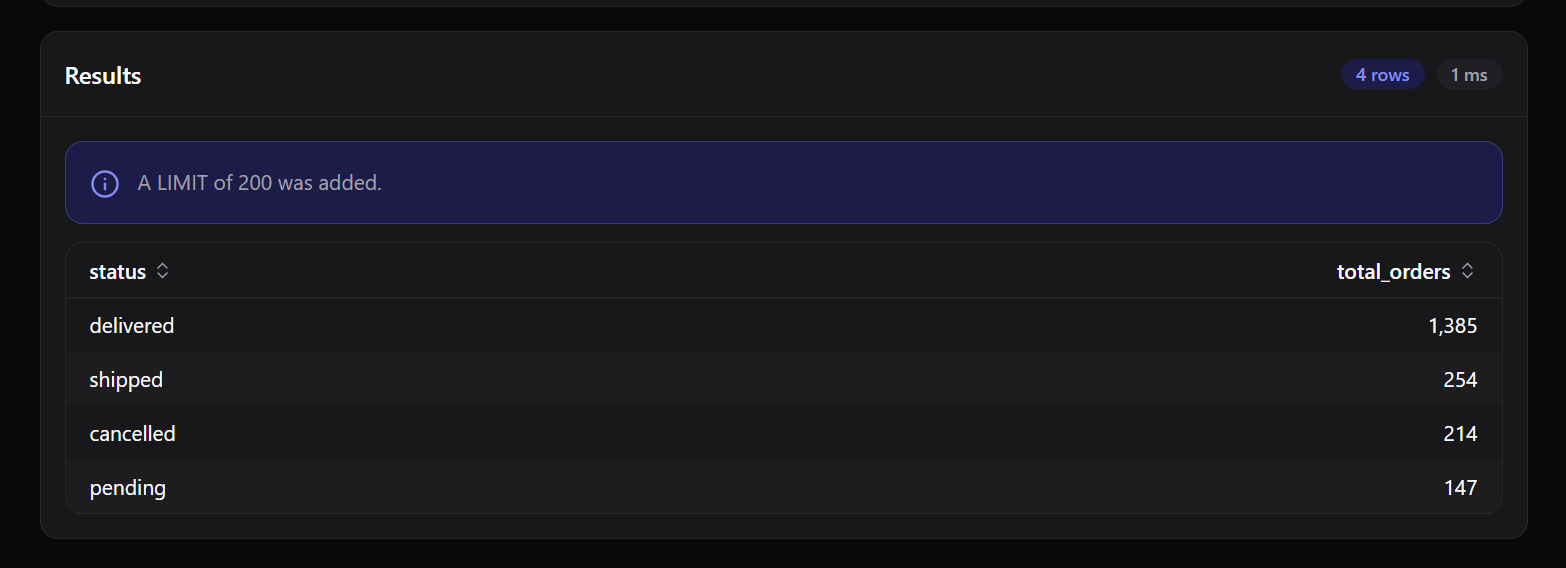 Results
4 rows
1 ms
A LIMIT of 200 was added.
status total_orders
delivered 1,385
shipped 254
cancelled 214
pending 147